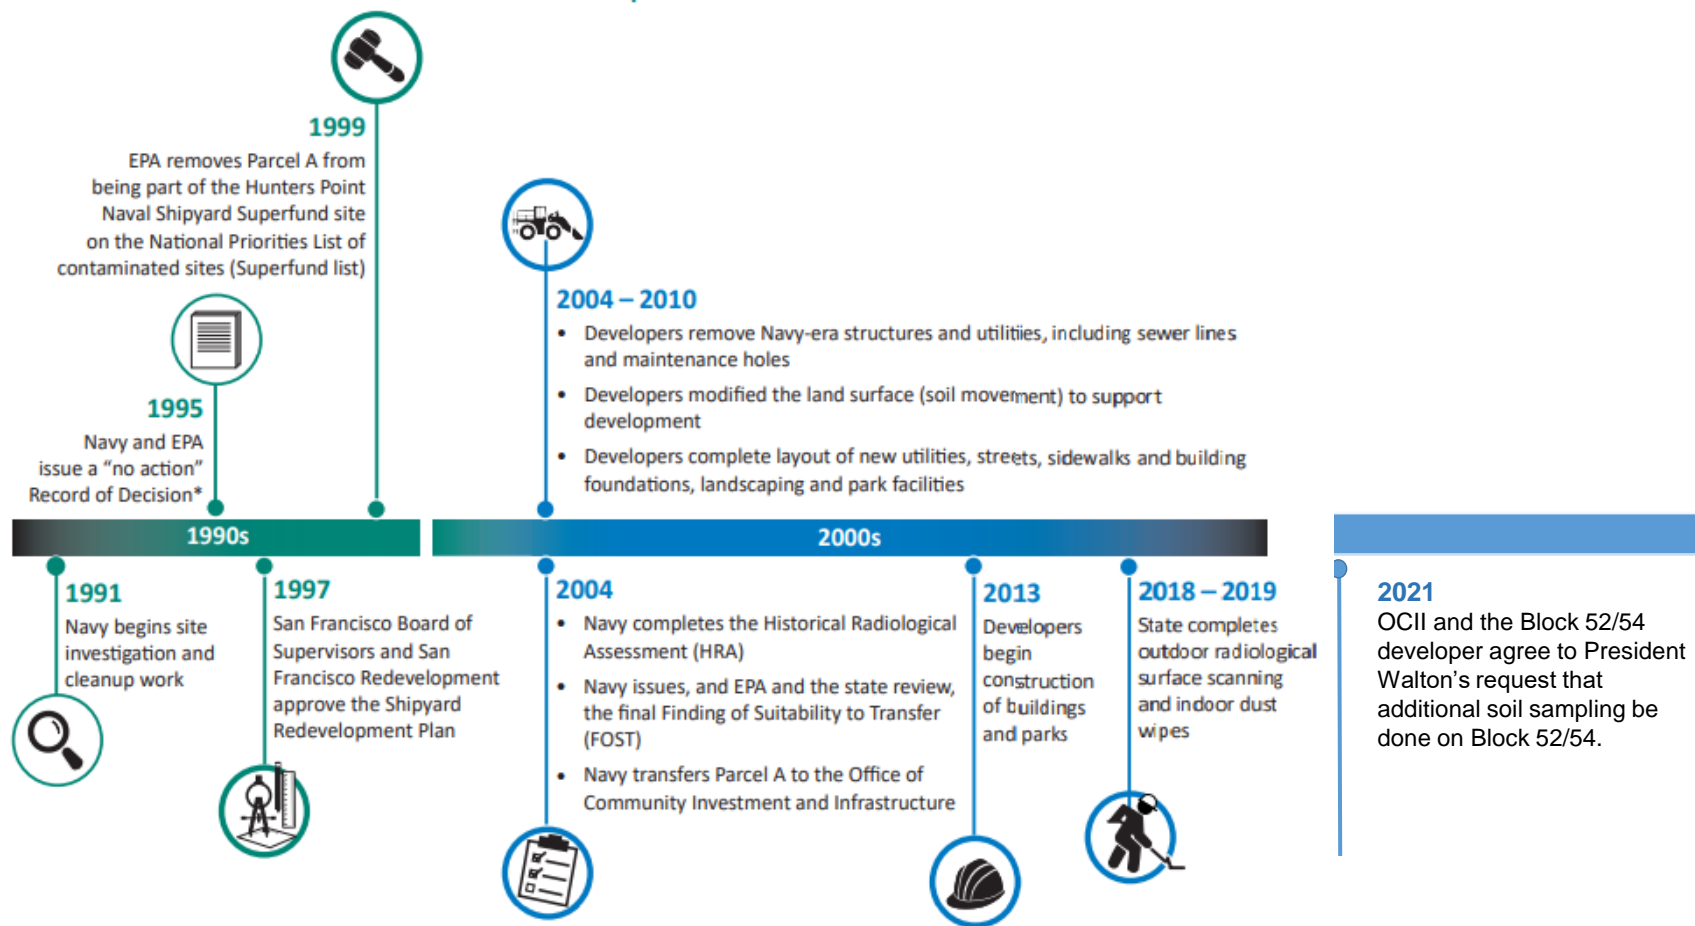 1999
EPA removes Parcel A from
being part of the Hunters Point
Naval Shipyard Superfund site
on the National Priorities List of
contaminated sites (Superfund list)
1995
Navy and EPA
issue a “no action”
Record of Decision*
2004 – 2010
• Developers remove Navy-era structures and utilities, including sewer lines
and maintenance holes
• Developers modified the land surface (soil movement) to support
development
• Developers complete layout of new utilities, streets, sidewalks and building
foundations, landscaping and park facilities
1990s
2000s
1991
Navy begins site
investigation and
cleanup work
1997
San Francisco Board of
Supervisors and San
Francisco Redevelopment
approve the Shipyard
Redevelopment Plan
2004
• Navy completes the Historical Radiological
Assessment (HRA)
• Navy issues, and EPA and the state review,
the final Finding of Suitability to Transfer
(FOST)
• Navy transfers Parcel A to the Office of
Community Investment and Infrastructure
2013
Developers
begin
construction
of buildings
and parks
2018 – 2019
State completes
outdoor radiological
surface scanning
and indoor dust
wipes
2021
OCII and the Block 52/54
developer agree to President
Walton’s request that
additional soil sampling be
done on Block 52/54.